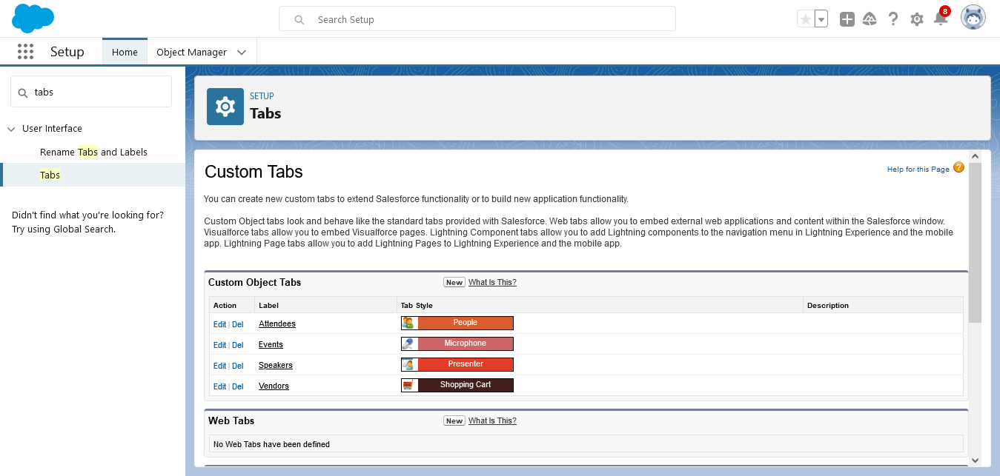 Search Setup
8
Setup
Home
Object Manager
tabs
User Interface
Rename Tabs and Labels
Tabs
Didn't find what you're looking for?
Try using Global Search.
SETUP
Tabs
Custom Tabs
Help for this Page ?
You can create new custom tabs to extend Salesforce functionality or to build new application functionality.
Custom Object tabs look and behave like the standard tabs provided with Salesforce. Web tabs allow you to embed external web applications and content within the Salesforce window.
Visualforce tabs allow you to embed Visualforce pages. Lightning Component tabs allow you to add Lightning components to the navigation menu in Lightning Experience and the mobile
app. Lightning Page tabs allow you to add Lightning Pages to Lightning Experience and the mobile app.
Custom Object Tabs New What Is This?
Action Label Tab Style Description
Edit | Del Attendees People
Edit | Del Events Microphone
Edit | Del Speakers Presenter
Edit | Del Vendors Shopping Cart
Web Tabs New What Is This?
No Web Tabs have been defined